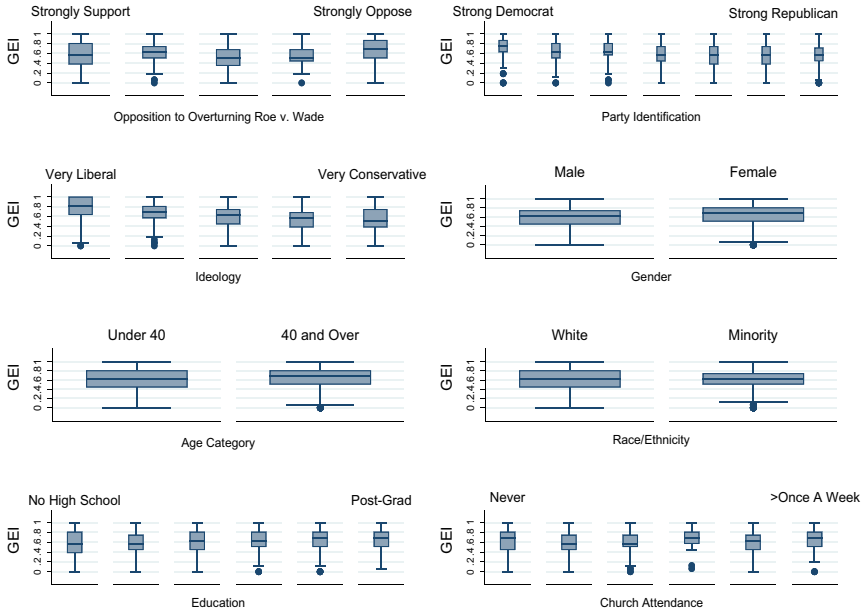 Strongly Support Strongly Oppose
GEI
0 .2 .4 .6 .8 1
Opposition to Overturning Roe v. Wade
Strong Democrat Strong Republican
GEI
0 .2 .4 .6 .8 1
Party Identification
Very Liberal Very Conservative
GEI
0 .2 .4 .6 .8 1
Ideology
Male Female
GEI
0 .2 .4 .6 .8 1
Gender
Under 40 40 and Over
GEI
0 .2 .4 .6 .8 1
Age Category
White Minority
GEI
0 .2 .4 .6 .8 1
Race/Ethnicity
No High School Post-Grad
GEI
0 .2 .4 .6 .8 1
Education
Never >Once A Week
GEI
0 .2 .4 .6 .8 1
Church Attendance